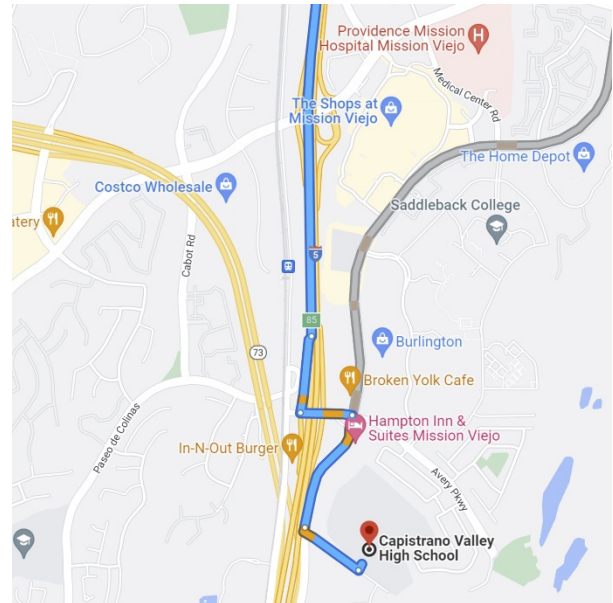 Providence Mission
Hospital Mission Viejo
H
Medical Center Rd
The Shops at
Mission Viejo
The Home Depot
Costco Wholesale
Saddleback College
atery
Cabot Rd
5
85
73
Burlington
Broken Yolk Cafe
Paseo de Colinas
Hampton Inn &
Suites Mission Viejo
In-N-Out Burger
Avery Pkwy
Capistrano Valley
High School